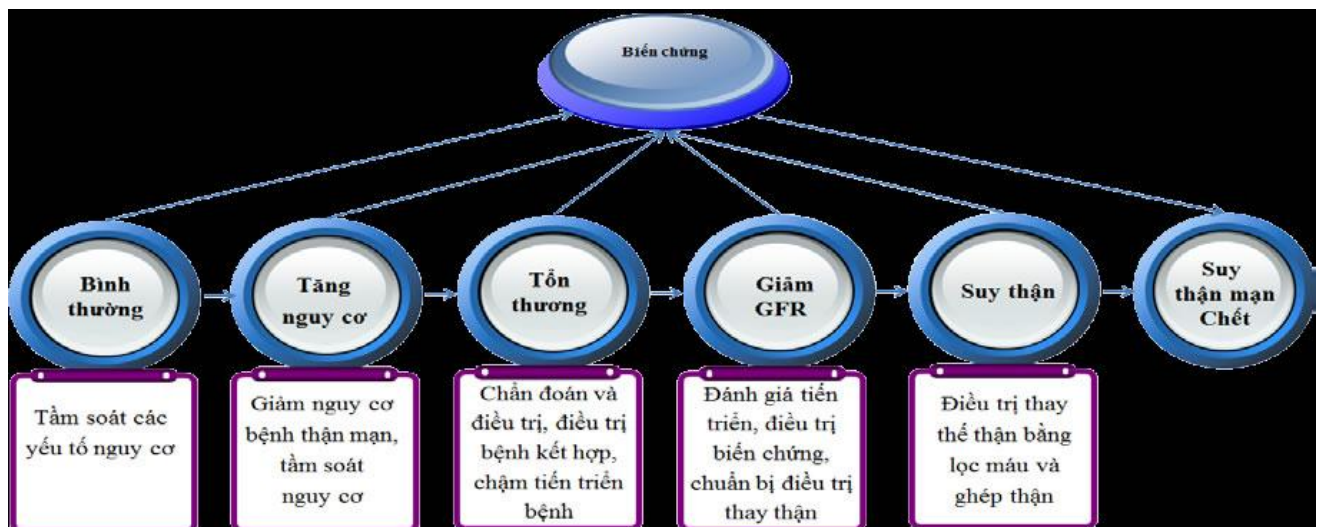 Biến chứng
Bình
thường
Tăng
nguy cơ
Tổn
thương
Giảm
GFR
Suy thận
Suy
thận mạn
Chết
Tầm soát các
yếu tố nguy cơ
Giảm nguy cơ
bệnh thận mạn,
tầm soát
nguy cơ
Chẩn đoán và
điều trị, điều trị
bệnh kết hợp,
chậm tiến triển
bệnh
Đánh giá tiến
triển, điều trị
biến chứng,
chuẩn bị điều trị
thay thận
Điều trị thay
thế thận bằng
lọc máu và
ghép thận